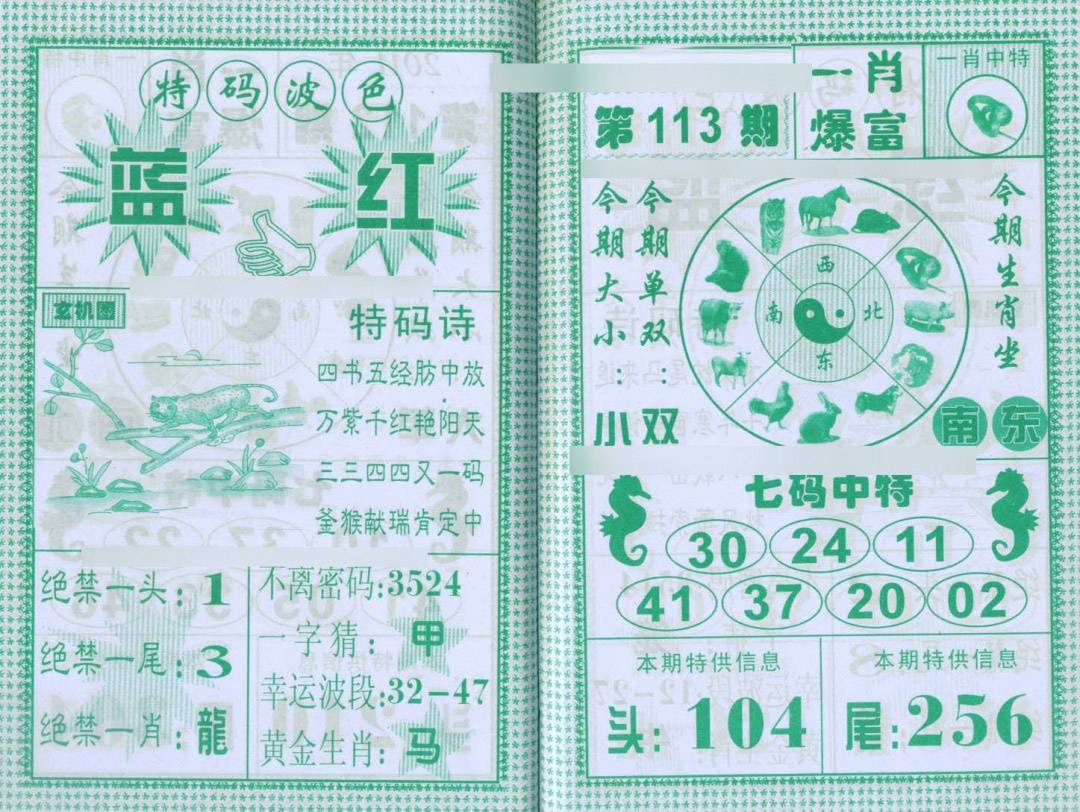 特码波色
蓝 红
玄机图
特码诗
四书五经肪中放
万紫千红艳阳天
三三四四又一码
釜猴献瑞肯定中
绝禁一头:1
绝禁一尾:3
绝禁一肖:龍
不离密码:3524
一字猜:甲
幸运波段:32-47
黄金生肖:马
第113期
一肖
爆富
一肖中特
今期大小:
小
今期单双:
双
西
南 北
东
今期生肖坐
南东
七码中特
30 24 11
41 37 20 02
本期特供信息
头:104
本期特供信息
尾:256